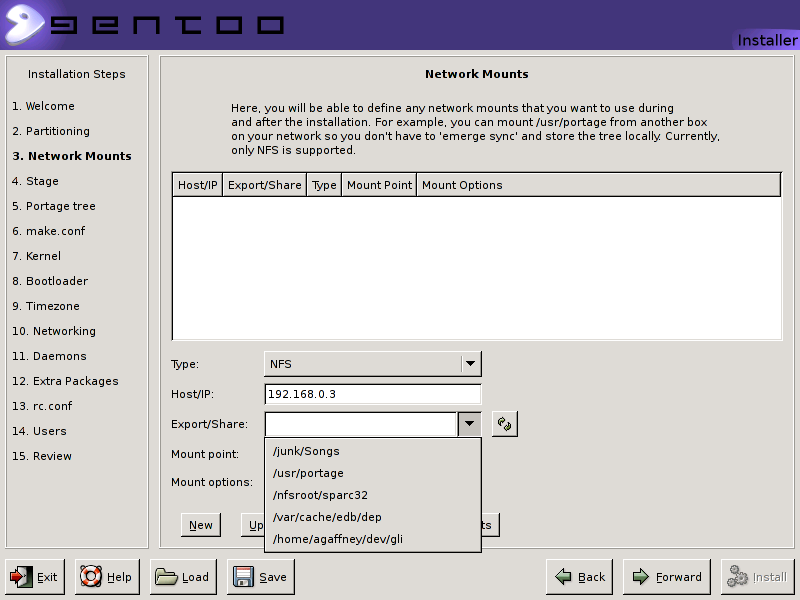 gentoo
Installer
Installation Steps
1. Welcome
2. Partitioning
3. Network Mounts
4. Stage
5. Portage tree
6. make.conf
7. Kernel
8. Bootloader
9. Timezone
10. Networking
11. Daemons
12. Extra Packages
13. rc.conf
14. Users
15. Review
Network Mounts
Here, you will be able to define any network mounts that you want to use during
and after the installation. For example, you can mount /usr/portage from another box
on your network so you don't have to 'emerge sync' and store the tree locally. Currently,
only NFS is supported.
Host/IP Export/Share Type Mount Point Mount Options
Type: NFS
Host/IP: 192.168.0.3
Export/Share:
Mount point:
Mount options:
/junk/Songs
/usr/portage
/nfsroot/sparc32
/var/cache/edb/dep
/home/agaffney/dev/gli
New
Exit Help Load Save Back Forward Install